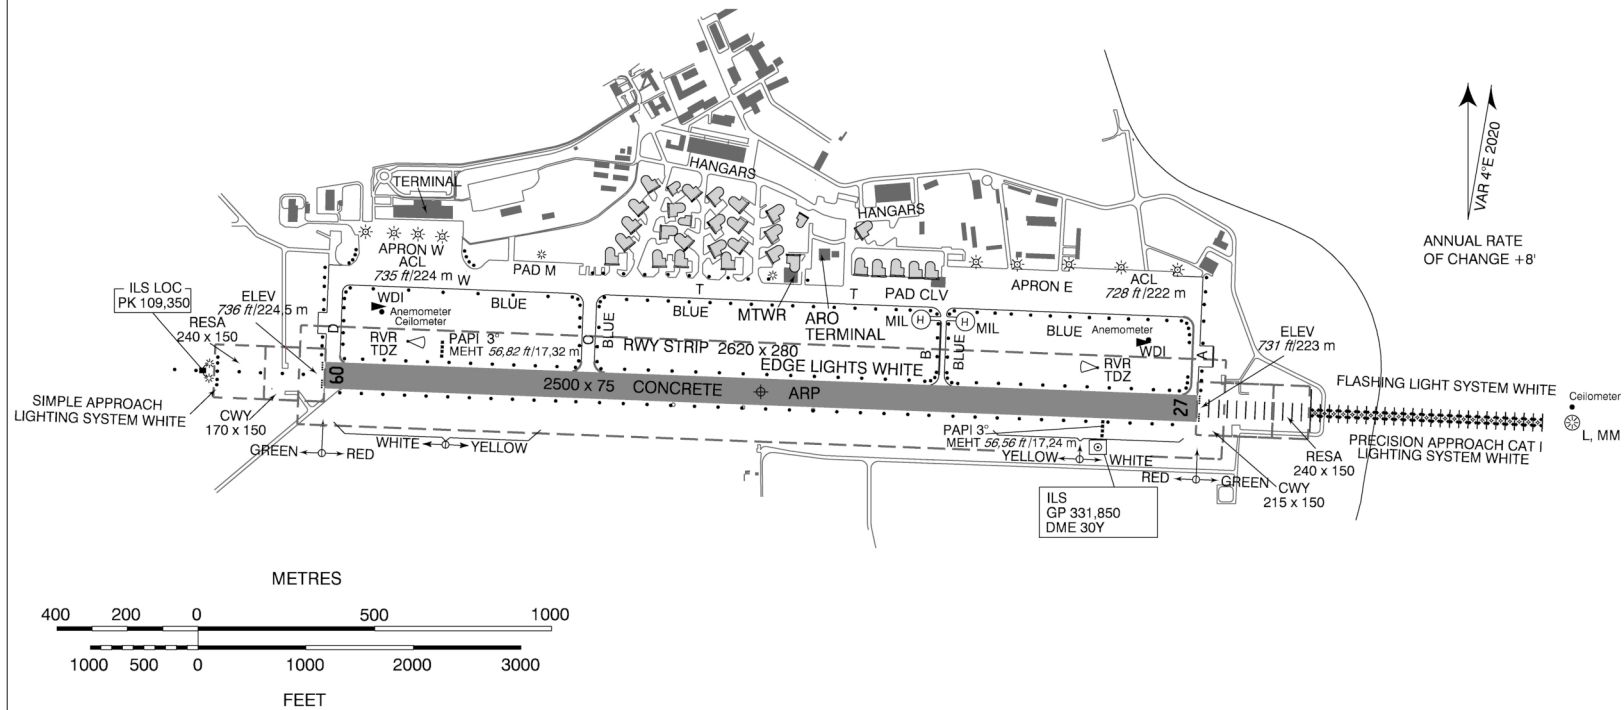 HANGARS
TERMINAL
HANGARS
VAR 4°E 2020
ANNUAL RATE
OF CHANGE +8'
APRON W
ACL
735 ft/224 m
W
PAD M
T
T
PAD CLV
APRON E
ACL
728 ft/222 m
ILS LOC
PK 109,350
ELEV
736 ft/224,5 m
RESA
240 x 150
WDI
Anemometer
Ceilometer
BLUE
BLUE
MTWR
ARO
TERMINAL
MIL
H
H
MIL
BLUE
Anemometer
WDI
ELEV
731 ft/223 m
D
RVR
TDZ
PAPI 3°
MEHT 56,82 ft/17,32 m
C
BLUE
RWY STRIP 2620 x 280
EDGE LIGHTS WHITE
B
BLUE
RVR
TDZ
A
09
2500 x 75 CONCRETE ARP
27
FLASHING LIGHT SYSTEM WHITE
Ceilometer
L, MM
SIMPLE APPROACH
LIGHTING SYSTEM WHITE
CWY
170 x 150
GREEN RED
WHITE YELLOW
PAPI 3°
MEHT 56,56 ft/17,24 m
YELLOW WHITE
RED GREEN
RESA
240 x 150
PRECISION APPROACH CAT I
LIGHTING SYSTEM WHITE
CWY
215 x 150
ILS
GP 331,850
DME 30Y
METRES
400 200 0 500 1000
1000 500 0 1000 2000 3000
FEET